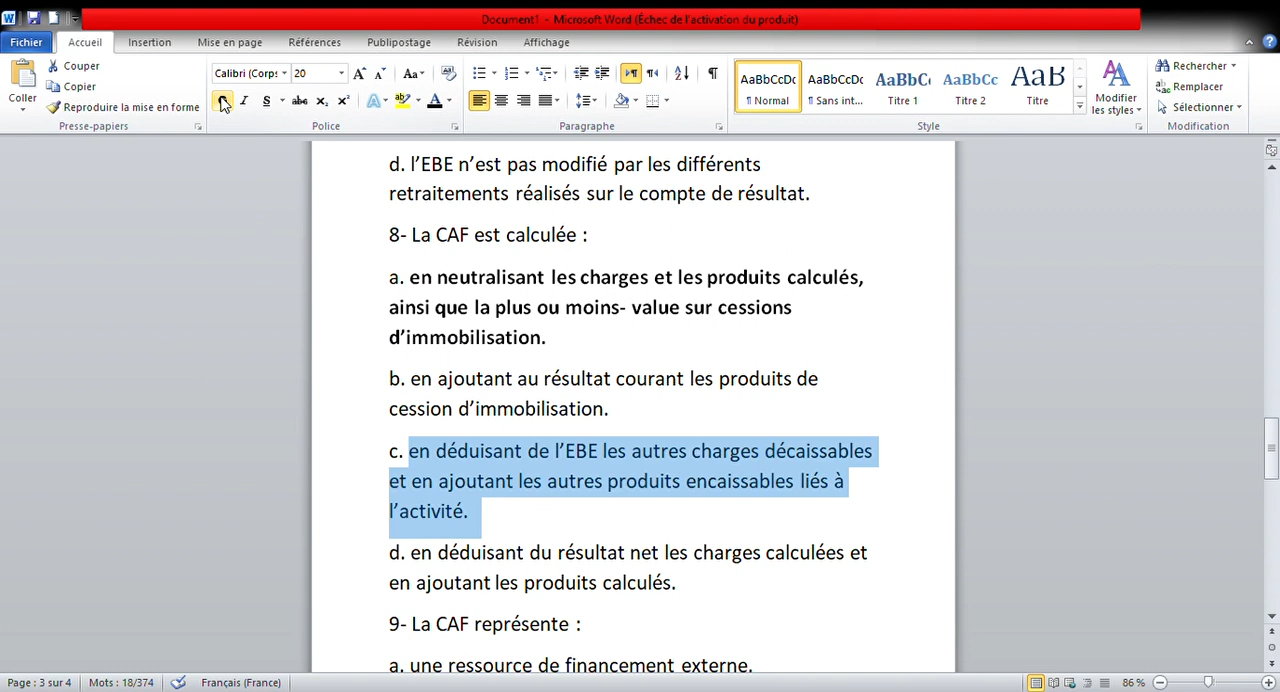 Document1 - Microsoft Word (Échec de l'activation du produit)
Fichier Accueil Insertion Mise en page Références Publipostage Révision Affichage
Coller
Couper
Copier
Reproduire la mise en forme
Presse-papiers
Calibri (Corps 20
Police
Paragraphe
AaBbCcDc AaBbCcDc AaBbC AaBbCc AaB
¶ Normal ¶ Sans int... Titre 1 Titre 2 Titre
Style
Modifier
les styles
Rechercher
Remplacer
Sélectionner
Modification
d. l’EBE n’est pas modifié par les différents
retraitements réalisés sur le compte de résultat.
8- La CAF est calculée :
a. en neutralisant les charges et les produits calculés,
ainsi que la plus ou moins- value sur cessions
d’immobilisation.
b. en ajoutant au résultat courant les produits de
cession d’immobilisation.
c. en déduisant de l’EBE les autres charges décaissables
et en ajoutant les autres produits encaissables liés à
l’activité.
d. en déduisant du résultat net les charges calculées et
en ajoutant les produits calculés.
9- La CAF représente :
a. une ressource de financement externe.
Page : 3 sur 4 Mots : 18/374 Français (France) 86 %